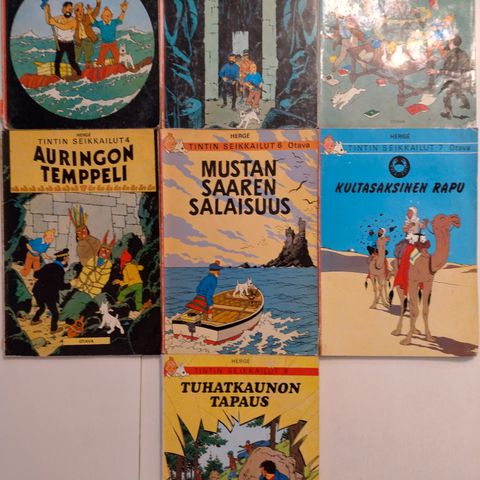 OTAVA
HERGÉ
TINTIN SEIKKAILUT 4
AURINGON
TEMPPELI
OTAVA
HERGÉ
TINTIN SEIKKAILUT 6 Otava
MUSTAN
SAAREN
SALAISUUS
HERGÉ
TINTIN SEIKKAILUT 7 Otava
KULTASAKSINEN RAPU
HERGÉ
TINTIN SEIKKAILUT
TUHATKAUNON
TAPAUS